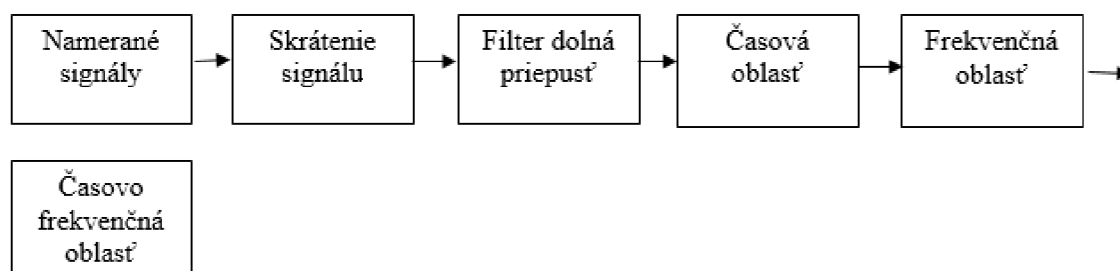 Namerané
signály
Skrátenie
signálu
Filter dolná
priepusť
Časová
oblasť
Frekvenčná
oblasť
Časovo
frekvenčná
oblasť